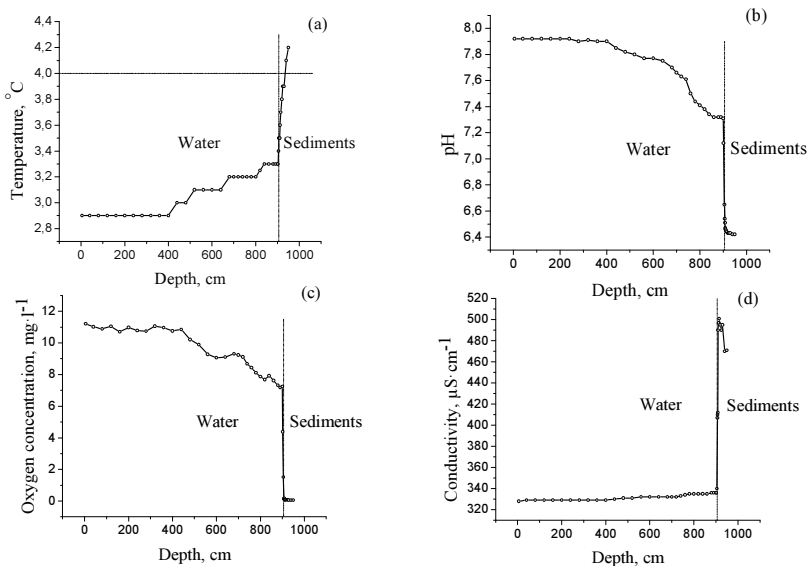 (a)
4,2
4,0
3,8
3,6
3,4
3,2
3,0
2,8
Temperature, °C
Water
Sediments
0 200 400 600 800 1000
Depth, cm
(b)
8,0
7,8
7,6
7,4
7,2
7,0
6,8
6,6
6,4
pH
Water
Sediments
0 200 400 600 800 1000
Depth, cm
(c)
12
10
8
6
4
2
0
Oxygen concentration, mg·l⁻¹
Water
Sediments
0 200 400 600 800 1000
Depth, cm
(d)
520
500
480
460
440
420
400
380
360
340
320
Conductivity, µS·cm⁻¹
Water
Sediments
0 200 400 600 800 1000
Depth, cm